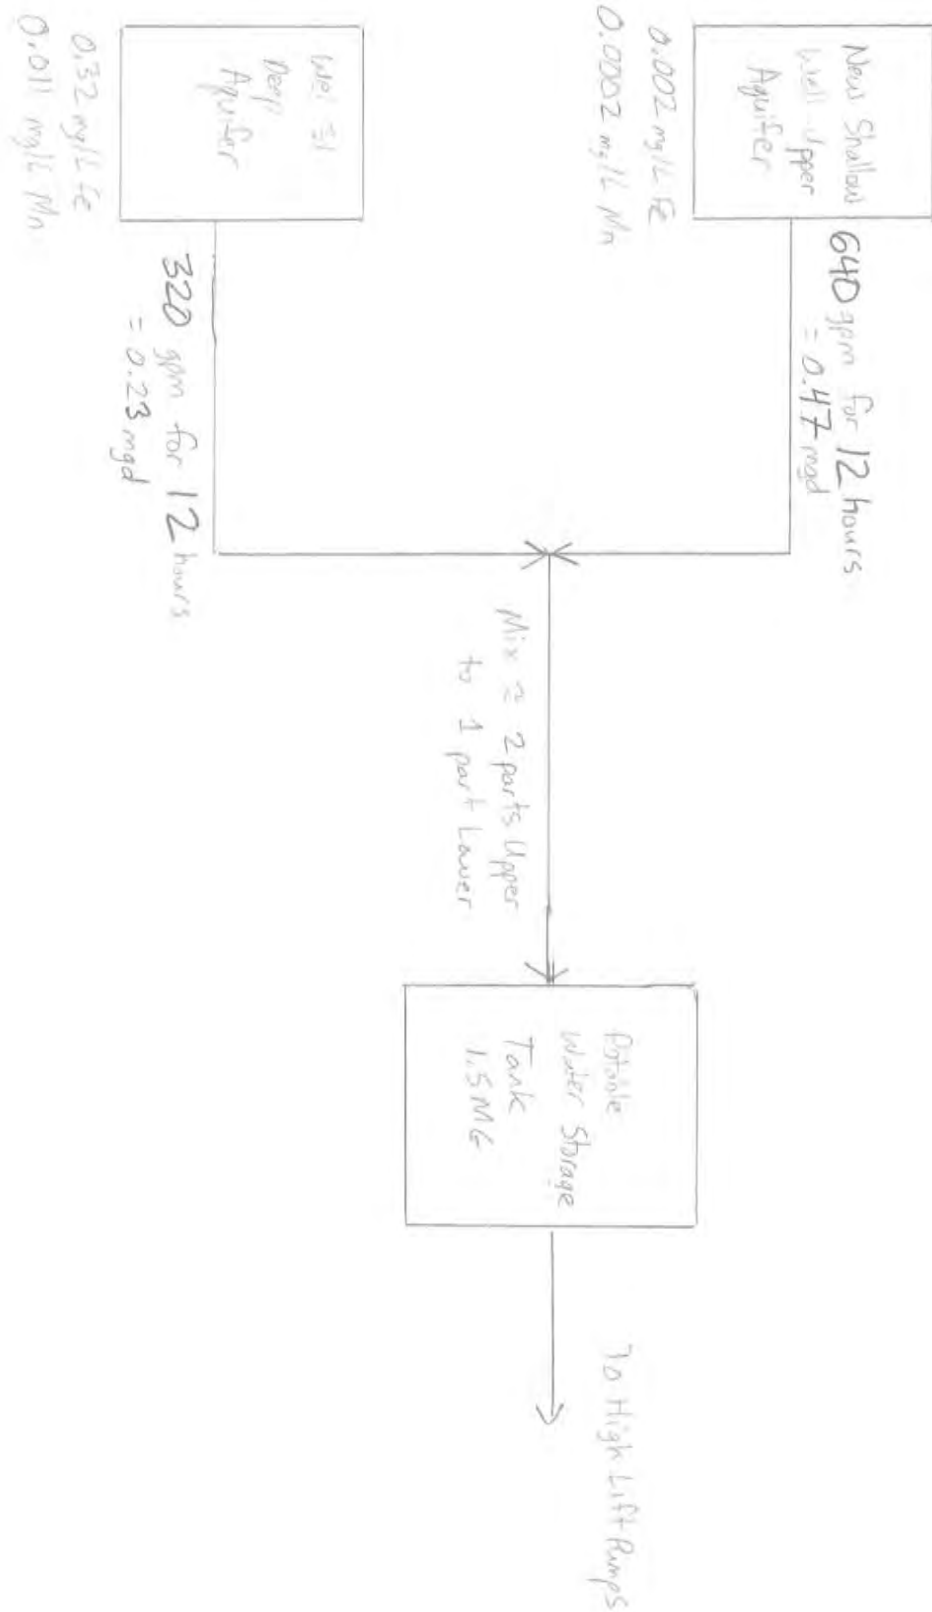 New Shallow
Well Upper
Aquifer
0.002 mg/L Fe
0.0002 mg/L Mn
640 gpm for 12 hours
= 0.47 mgd
Deep
Aquifer
0.32 mg/L Fe
0.011 mg/L Mn
320 gpm for 12 hours
= 0.23 mgd
Mix ≈ 2 parts Upper
to 1 part Lower
Potable
Water Storage
Tank
1.5MG
To High Lift Pumps